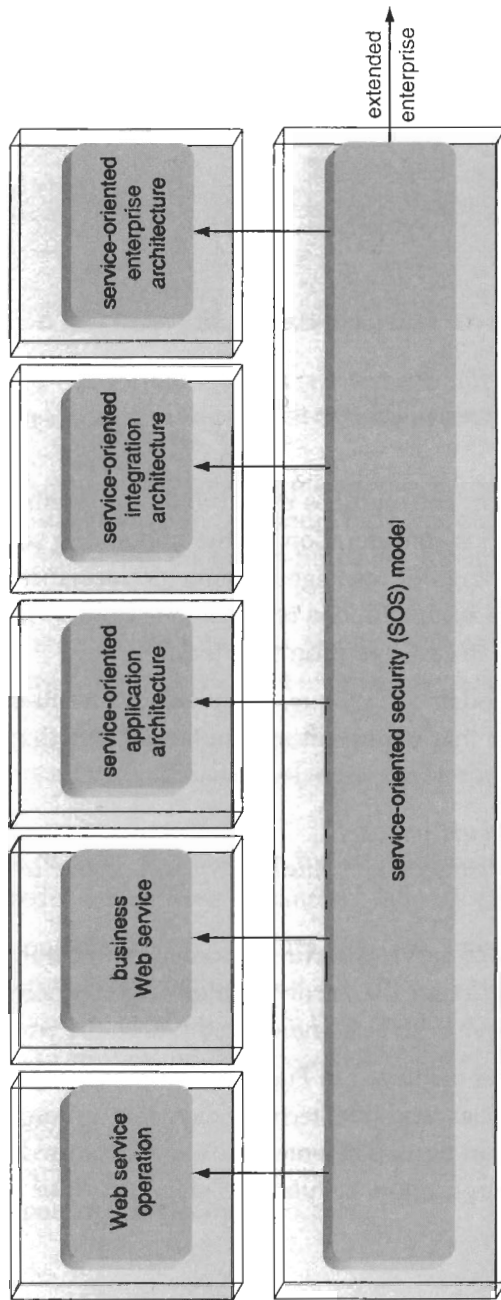 Web service
operation
business
Web service
service-oriented
application
architecture
service-oriented
integration
architecture
service-oriented
enterprise
architecture
service-oriented security (SOS) model
extended
enterprise